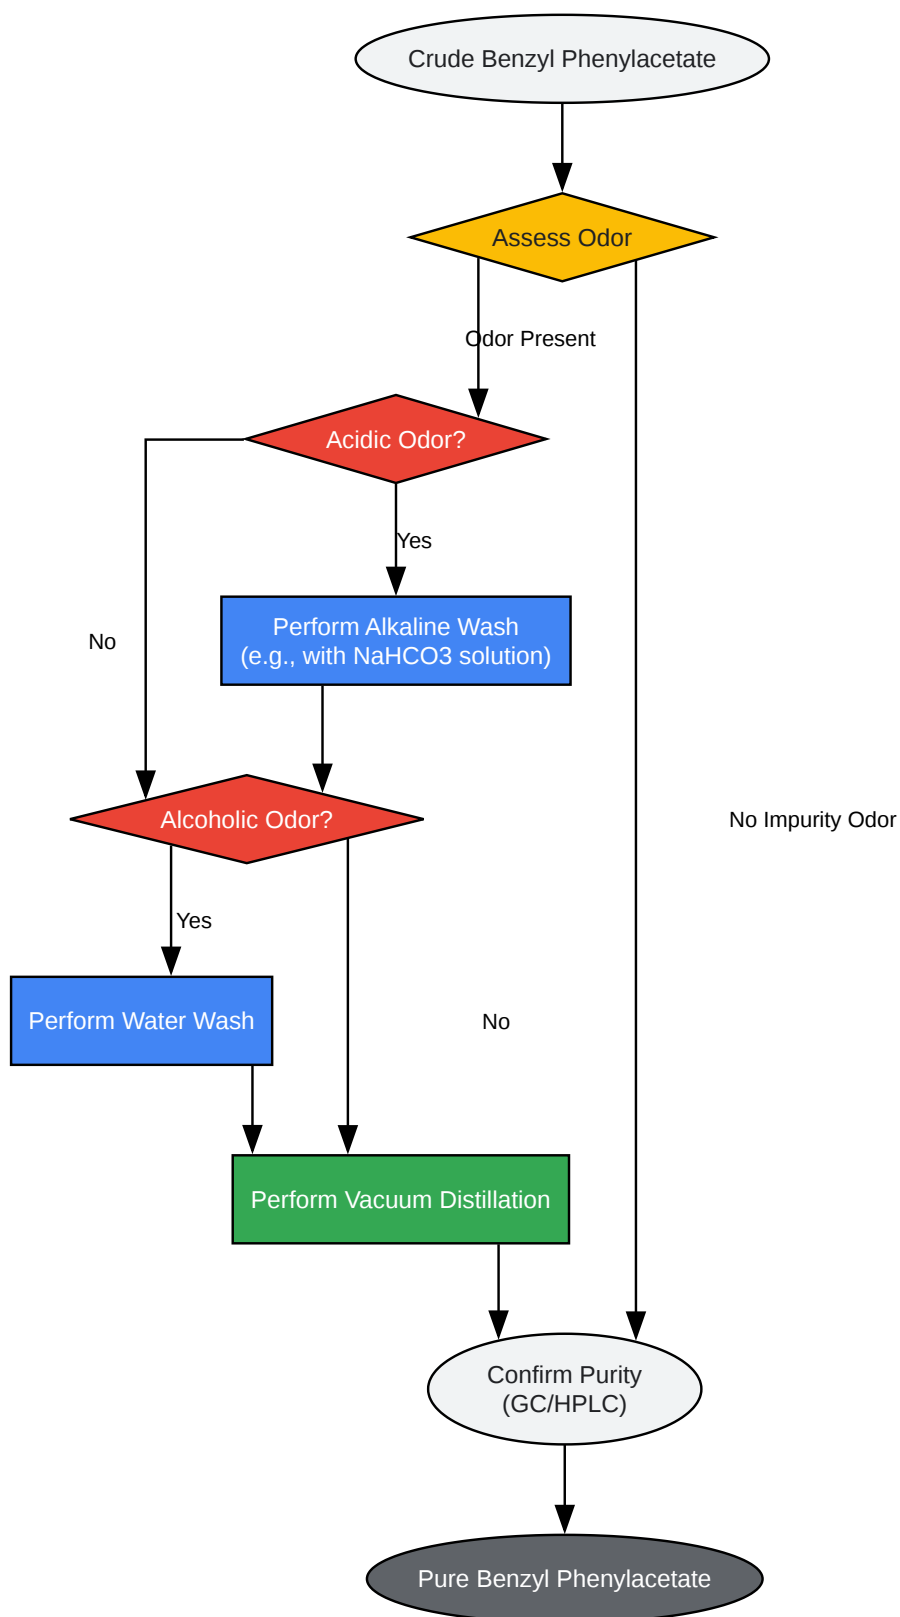 Crude Benzyl Phenylacetate
Assess Odor
Odor Present
Acidic Odor?
Yes
Perform Alkaline Wash
(e.g., with NaHCO3 solution)
No
Alcoholic Odor?
No Impurity Odor
Yes
Perform Water Wash
No
Perform Vacuum Distillation
Confirm Purity
(GC/HPLC)
Pure Benzyl Phenylacetate